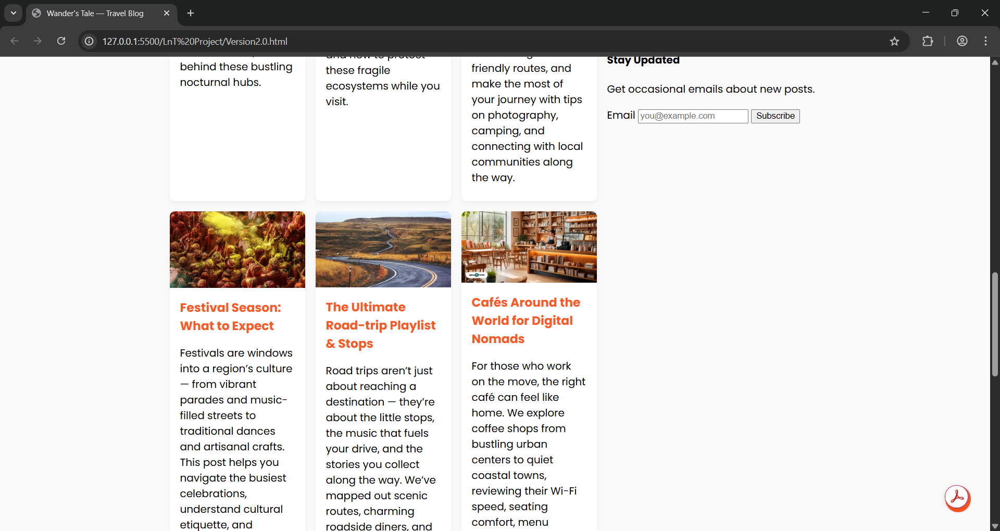 Wander's Tale — Travel Blog
127.0.0.1:5500/LnT%20Project/Version2.0.html
behind these bustling
nocturnal hubs.
and how to protect
these fragile
ecosystems while you
visit.
friendly routes, and
make the most of
your journey with tips
on photography,
camping, and
connecting with local
communities along
the way.
Stay Updated
Get occasional emails about new posts.
Email you@example.com Subscribe
Festival Season:
What to Expect
Festivals are windows
into a region’s culture
— from vibrant
parades and music-
filled streets to
traditional dances
and artisanal crafts.
This post helps you
navigate the busiest
celebrations,
understand cultural
etiquette, and
The Ultimate
Road-trip Playlist
& Stops
Road trips aren’t just
about reaching a
destination — they’re
about the little stops,
the music that fuels
your drive, and the
stories you collect
along the way. We’ve
mapped out scenic
routes, charming
roadside diners, and
Cafés Around the
World for Digital
Nomads
For those who work
on the move, the right
café can feel like
home. We explore
coffee shops from
bustling urban
centers to quiet
coastal towns,
reviewing their Wi-Fi
speed, seating
comfort, menu